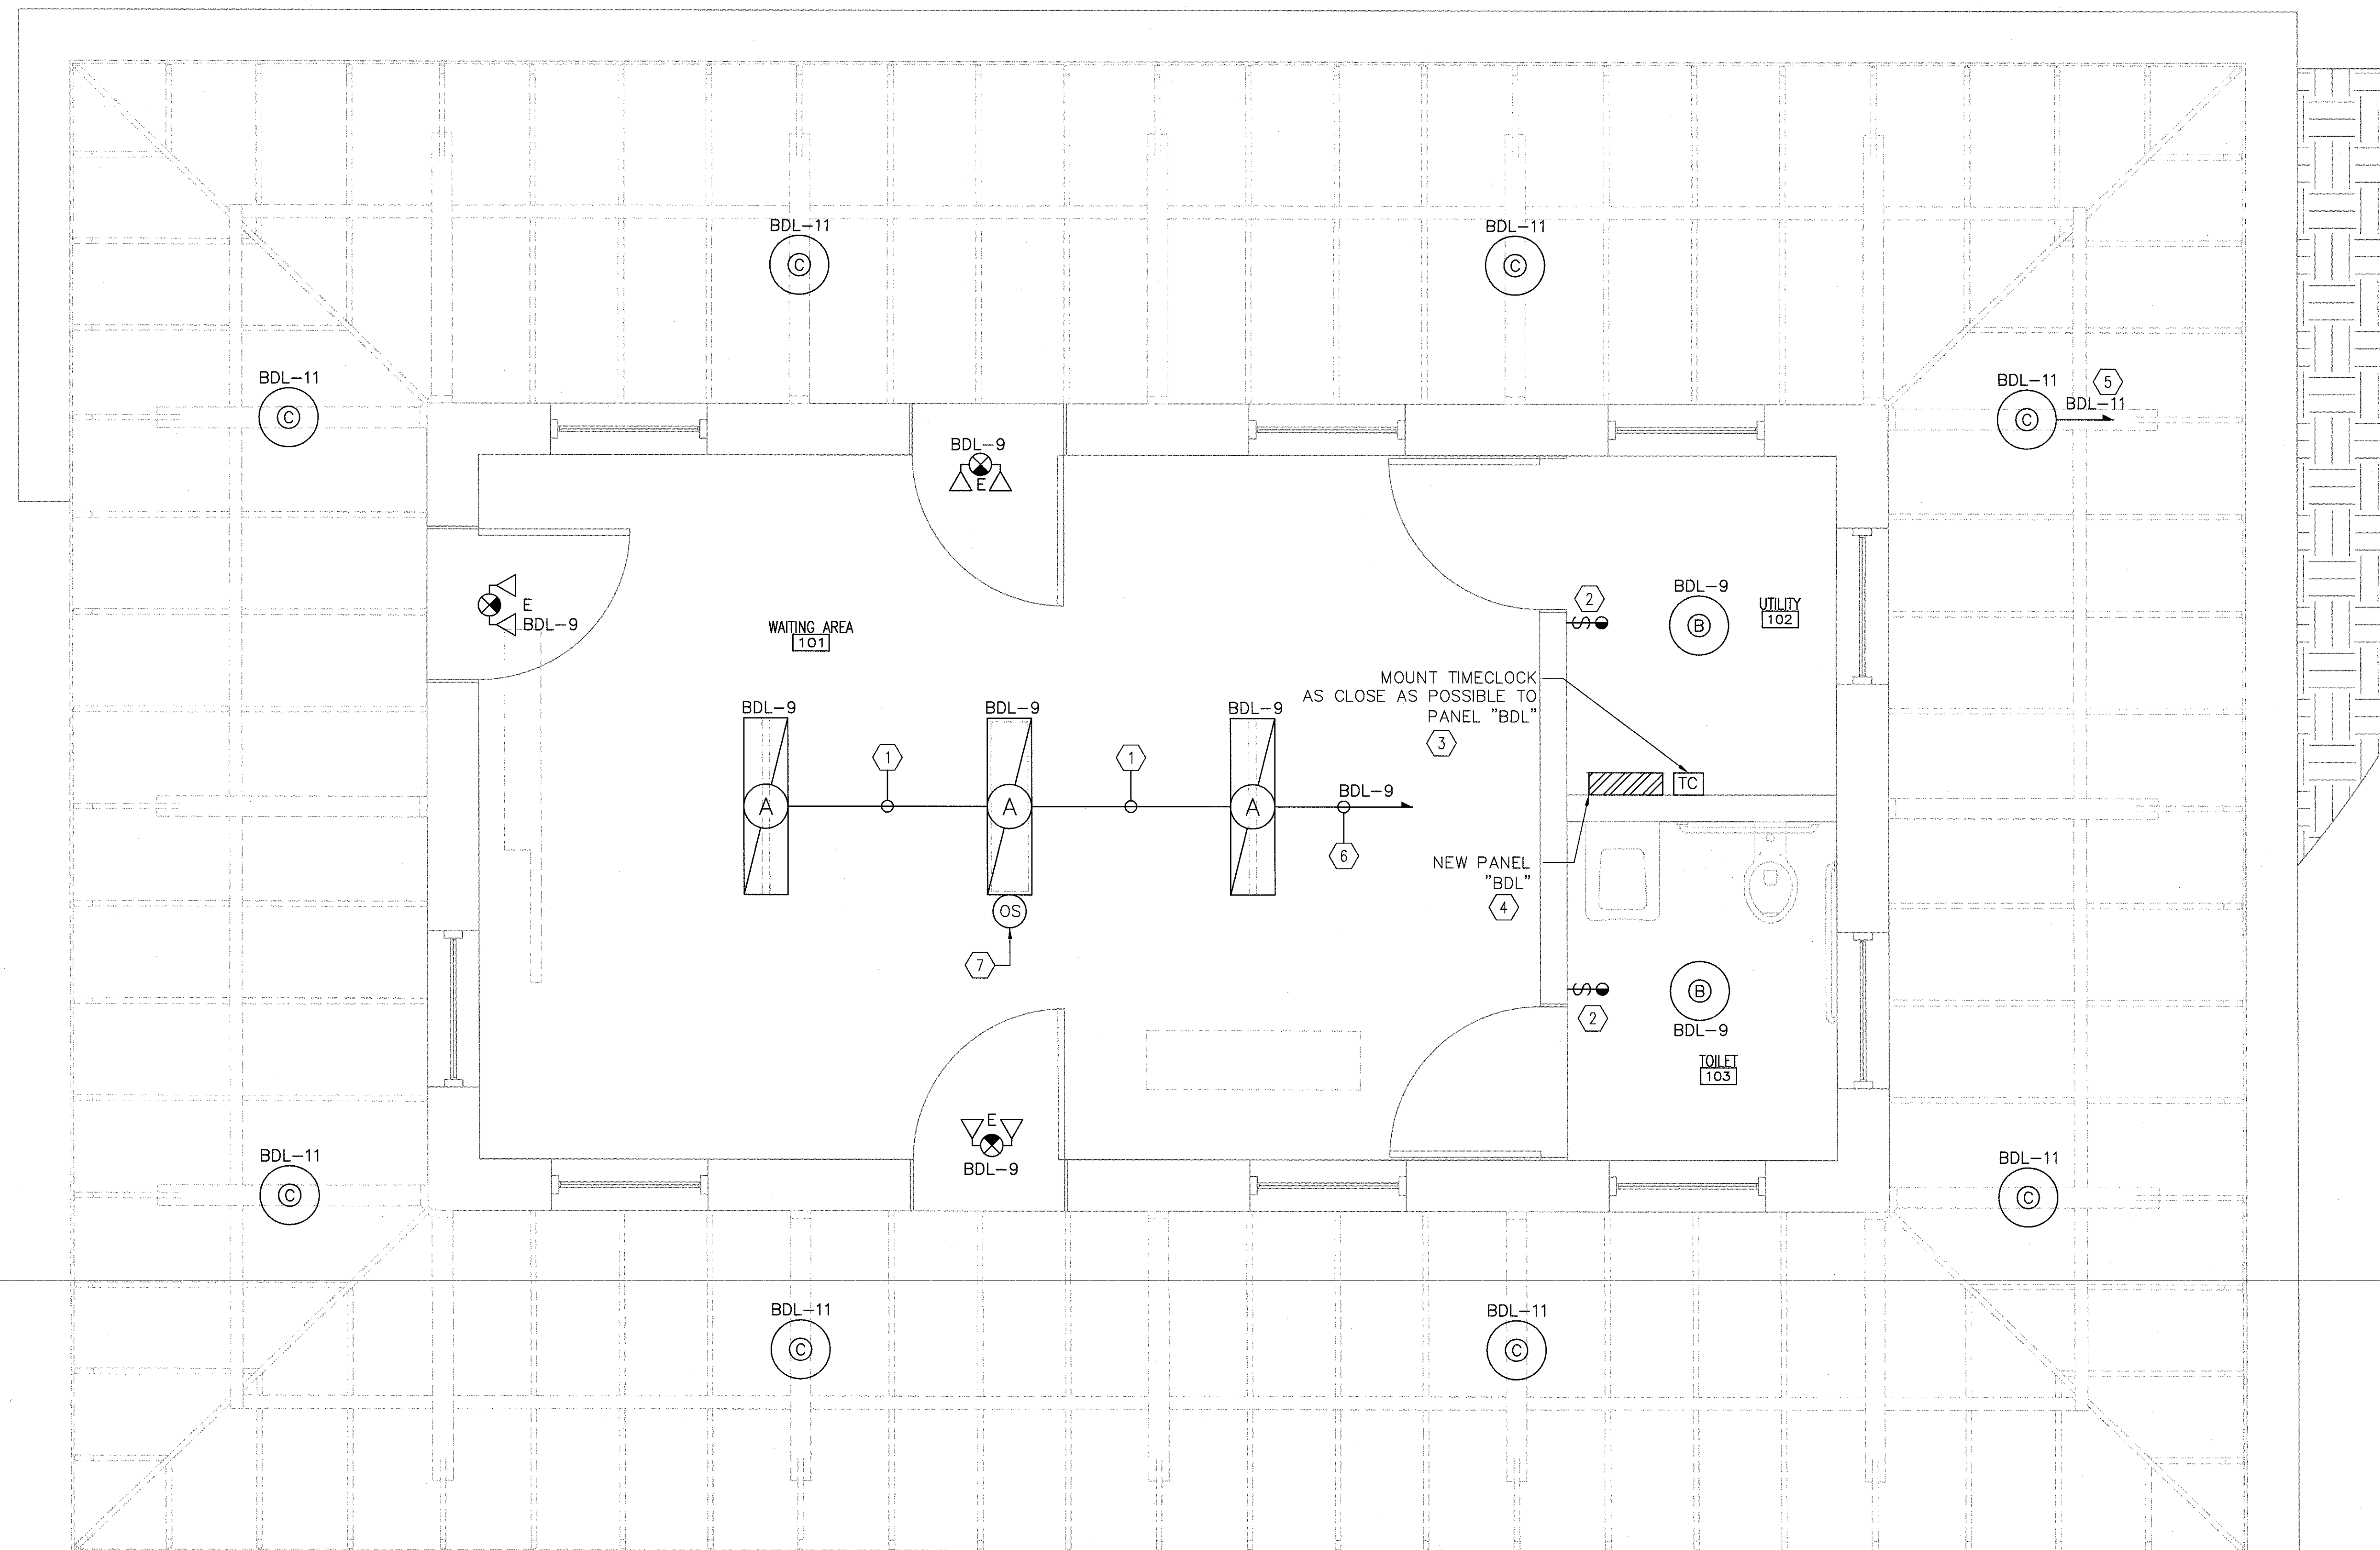 BDL-11
C
BDL-11
C
BDL-11
C
BDL-11
C
5
BDL-11
BDL-9
E
E
BDL-9
WAITING AREA
101
2
S
BDL-9
B
UTILITY
102
MOUNT TIMECLOCK
AS CLOSE AS POSSIBLE TO
PANEL "BDL"
3
BDL-9
A
1
BDL-9
A
1
BDL-9
A
BDL-9
6
TC
NEW PANEL
"BDL"
4
OS
7
S
2
B
BDL-9
TOILET
103
E
BDL-9
BDL-11
C
BDL-11
C
BDL-11
C
BDL-11
C